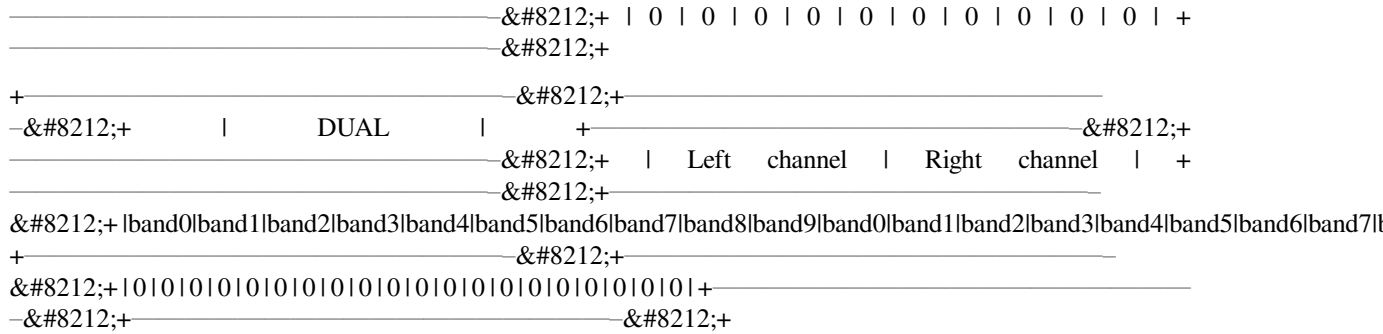 —————————————————————&#8212;+ | 0 | 0 | 0 | 0 | 0 | 0 | 0 | 0 | 0 | 0 | +
—————————————————————&#8212;+
+—————————————————————&#8212;+—————————————————————
–&#8212;+ | DUAL | +—————————————————————&#8212;+
—————————————————————&#8212;+ | Left channel | Right channel | +
—————————————————————&#8212;+—————————————————————
&#8212;+ |band0|band1|band2|band3|band4|band5|band6|band7|band8|band9|band0|band1|band2|band3|band4|band5|band6|band7|
+—————————————————————&#8212;+—————————————————————
&#8212;+ | 0 | 0 | 0 | 0 | 0 | 0 | 0 | 0 | 0 | 0 | 0 | 0 | 0 | 0 | 0 | 0 | 0 | 0 | 0 | 0 | +—————————————————————
–&#8212;+—————————————————————&#8212;+